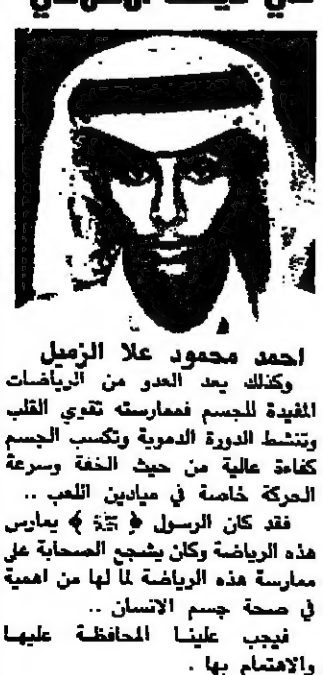 احمد محمود علا الزميل
وكذلك يعد العدو من الرياضات
المفيدة للجسم فممارسته تقوي القلب
وتنشط الدورة الدموية وتكسب الجسم
كفاءة عالية من حيث الخفة وسرعة
الحركة خاصة في ميادين اللعب ..
فقد كان الرسول ﴿ ﷺ ﴾ يمارس
هذه الرياضة وكان يشجع الصحابة على
ممارسة هذه الرياضة لما لها من اهمية
في صحة جسم الانسان ..
فيجب علينا المحافظة عليها
والاهتمام بها .